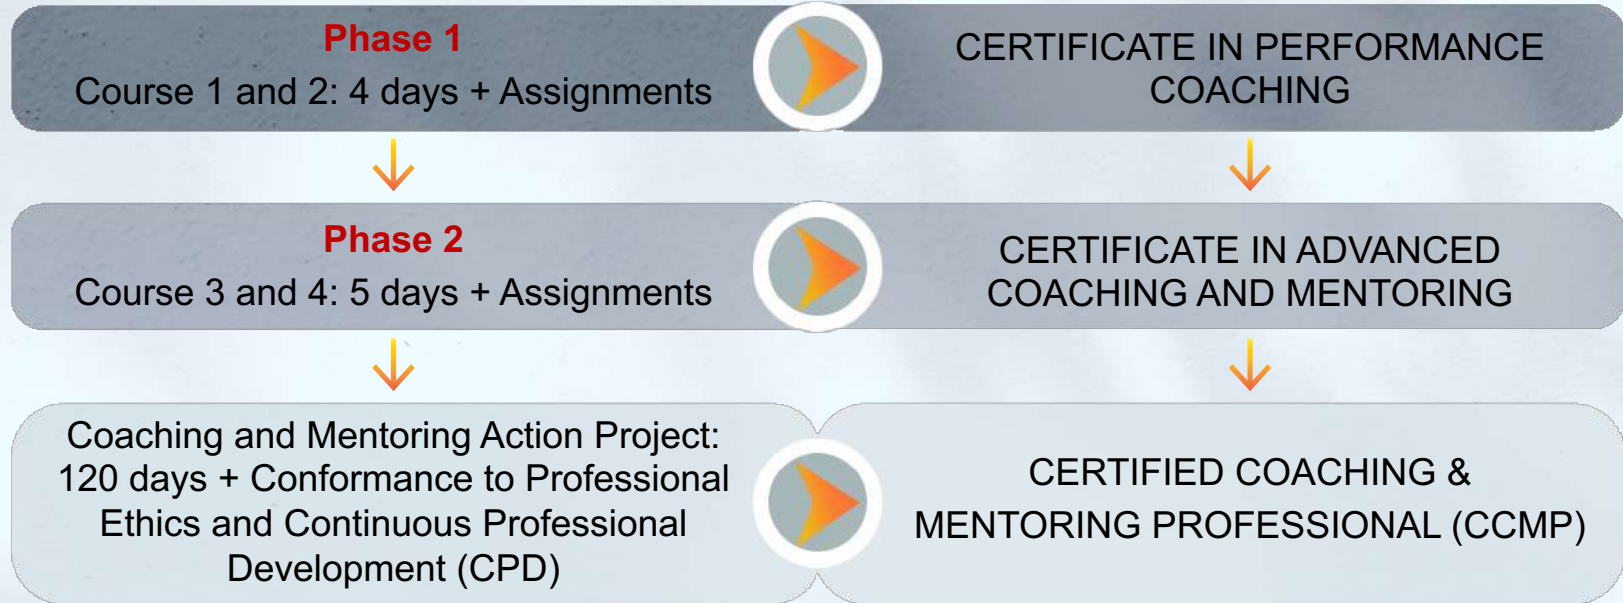 Phase 1
Course 1 and 2: 4 days + Assignments
CERTIFICATE IN PERFORMANCE
COACHING
Phase 2
Course 3 and 4: 5 days + Assignments
CERTIFICATE IN ADVANCED
COACHING AND MENTORING
Coaching and Mentoring Action Project:
120 days + Conformance to Professional
Ethics and Continuous Professional
Development (CPD)
CERTIFIED COACHING &
MENTORING PROFESSIONAL (CCMP)